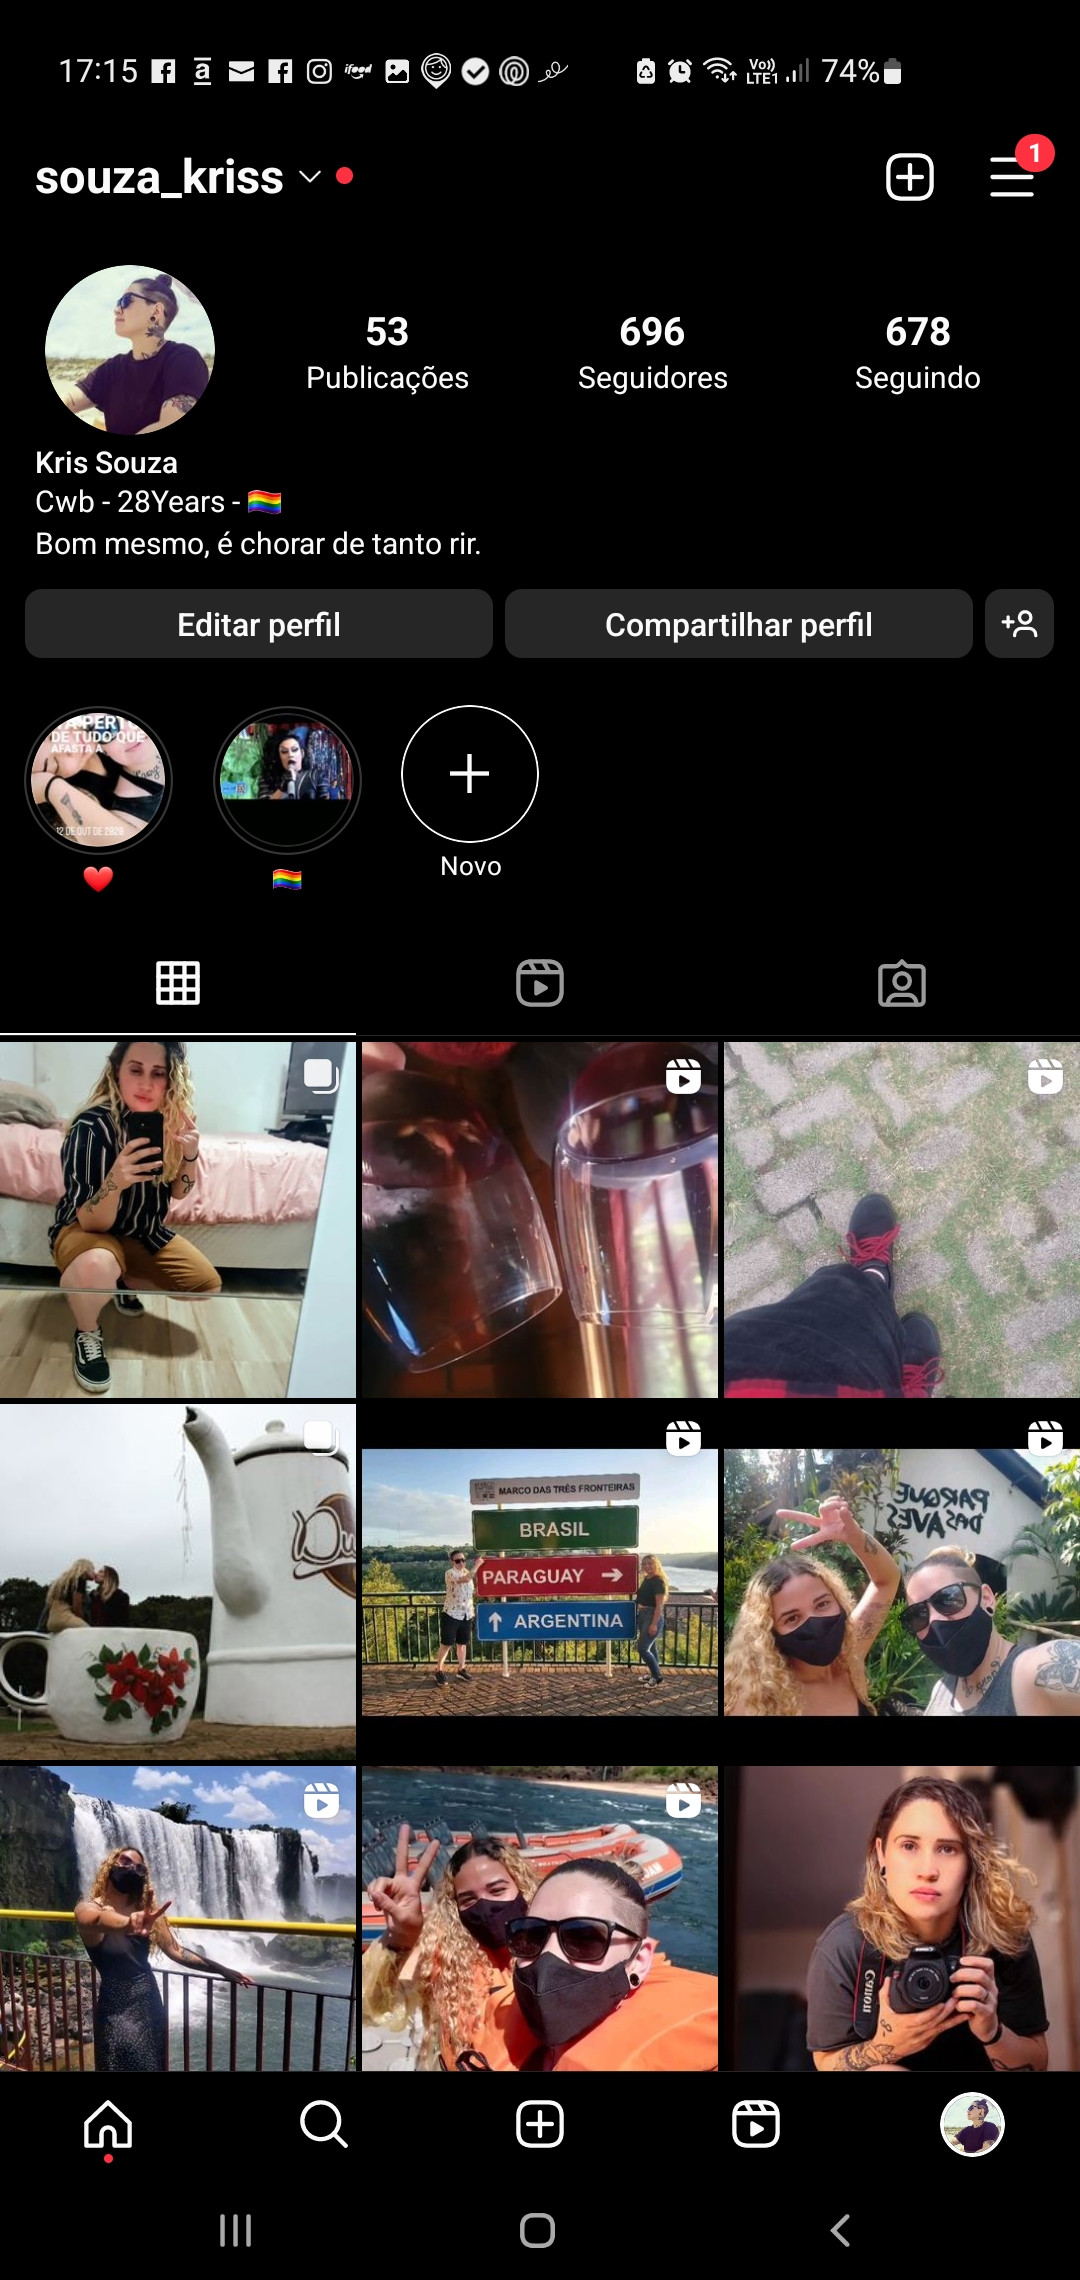 17:15
74%
souza_kriss
1
53
696
678
Publicações
Seguidores
Seguindo
Kris Souza
Cwb - 28Years - 🏳️‍🌈
Bom mesmo, é chorar de tanto rir.
Editar perfil
Compartilhar perfil
DE TUDO QUE
AFASTA A
12 DE OUT DE 2020
❤️
🏳️‍🌈
Novo
MARCO DAS TRÊS FRONTEIRAS
BRASIL
PARAGUAY →
↑ ARGENTINA
PARQUE
DAS AVES
Canon